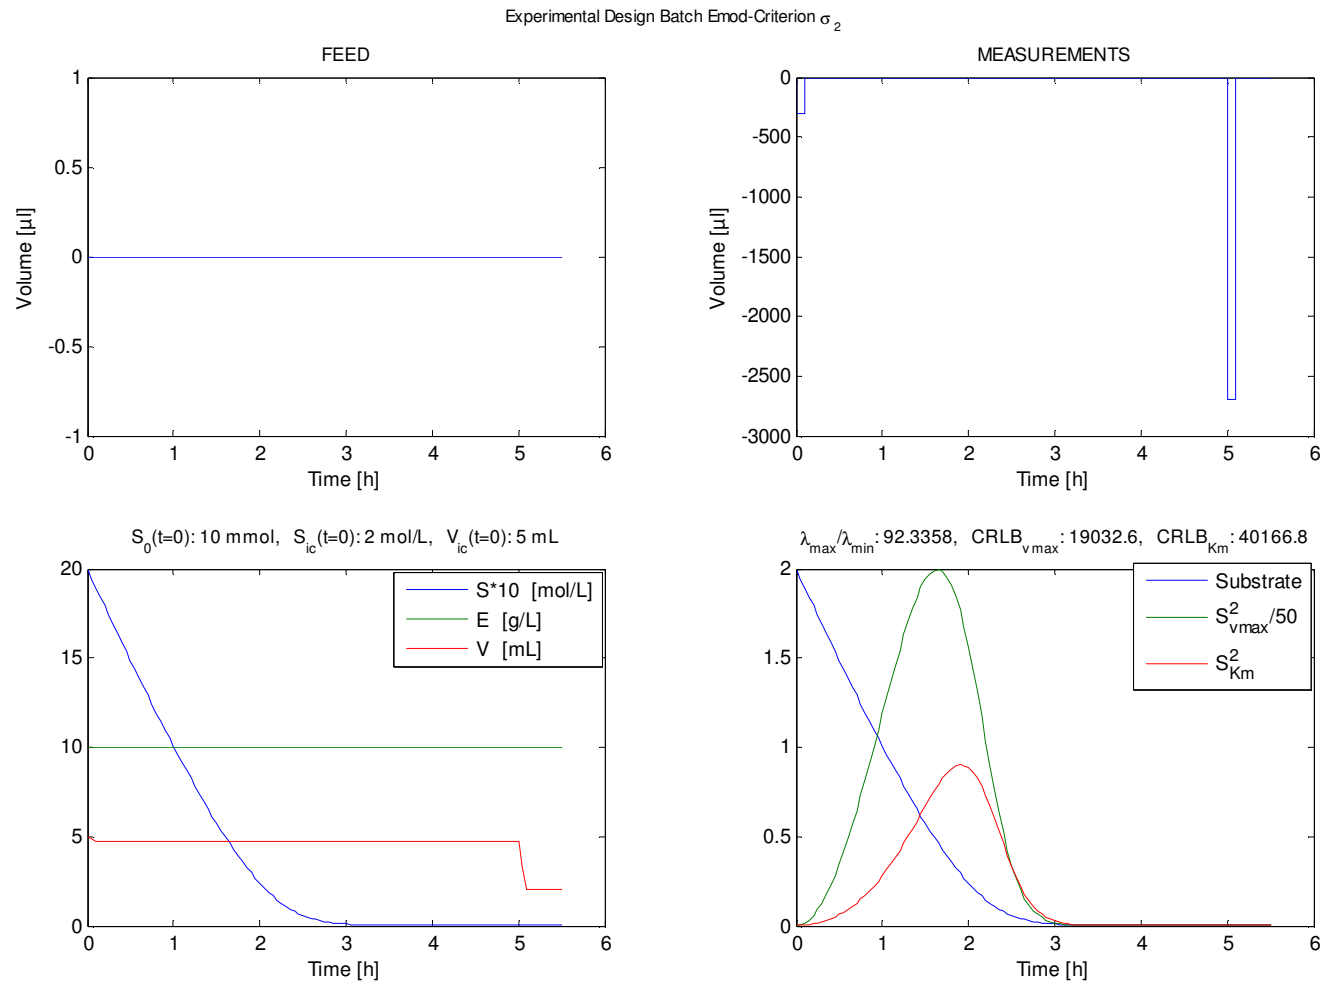 Experimental Design Batch Emod-Criterion σ2
FEED
1
0.5
0
-0.5
-1
Volume [µl]
0 1 2 3 4 5 6
Time [h]
MEASUREMENTS
0
-500
-1000
-1500
-2000
-2500
-3000
Volume [µl]
0 1 2 3 4 5 6
Time [h]
S0(t=0): 10 mmol, Sic(t=0): 2 mol/L, Vic(t=0): 5 mL
20
15
10
5
0
S*10 [mol/L]
E [g/L]
V [mL]
0 1 2 3 4 5 6
Time [h]
λmax/λmin: 92.3358, CRLBvmax: 19032.6, CRLBKm: 40166.8
2
1.5
1
0.5
0
Substrate
S²vmax/50
S²Km
0 1 2 3 4 5 6
Time [h]